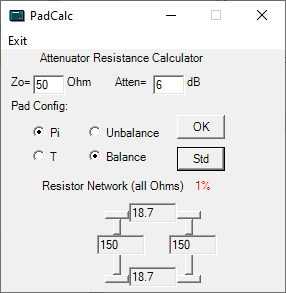 PadCalc
Exit
Attenuator Resistance Calculator
Zo= 50 Ohm Atten= 6 dB
Pad Config:
Pi Unbalance OK
T Balance Std
Resistor Network (all Ohms) 1%
18.7
150 150
18.7